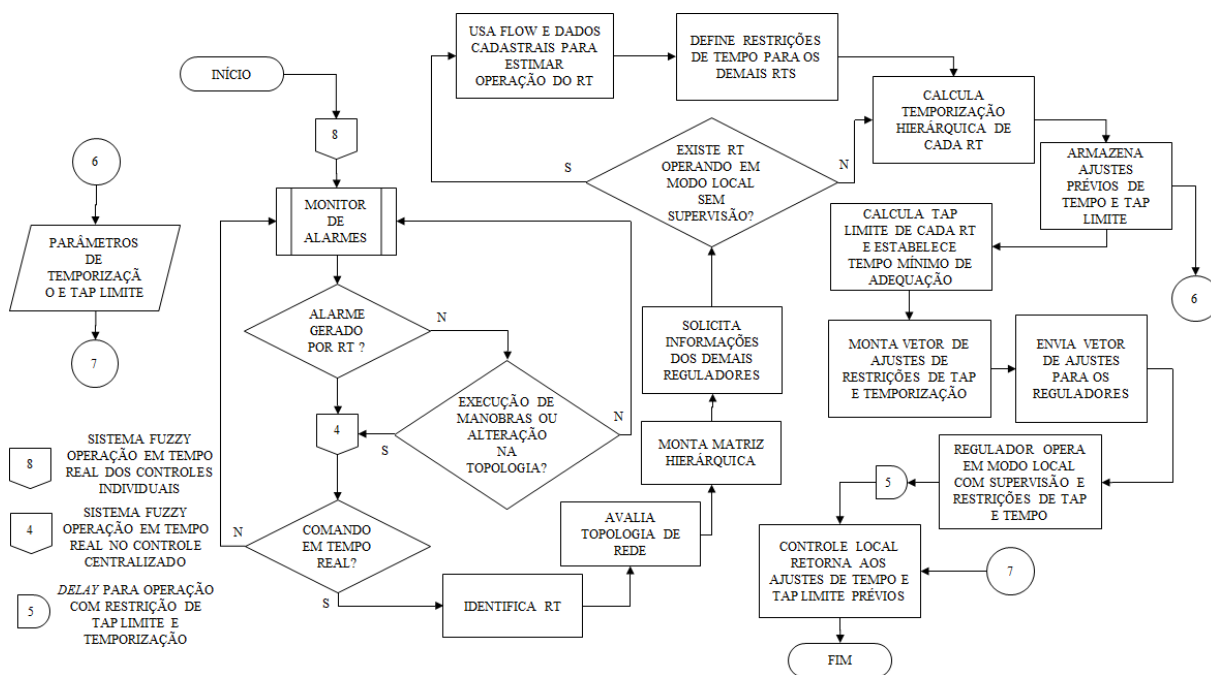 INÍCIO
8
MONITOR
DE
ALARMES
ALARME
GERADO
POR RT ?
N
S
EXECUÇÃO DE
MANOBRAS OU
ALTERAÇÃO
NA
TOPOLOGIA?
N
S
4
COMANDO
EM TEMPO
REAL?
N
S
IDENTIFICA RT
AVALIA
TOPOLOGIA DE
REDE
MONTA MATRIZ
HIERÁRQUICA
SOLICITA
INFORMAÇÕES
DOS DEMAIS
REGULADORES
EXISTE RT
OPERANDO EM
MODO LOCAL
SEM
SUPERVISÃO?
S
N
USA FLOW E DADOS
CADASTRAIS PARA
ESTIMAR
OPERAÇÃO DO RT
DEFINE RESTRIÇÕES
DE TEMPO PARA OS
DEMAIS RTS
CALCULA
TEMPORIZAÇÃO
HIERÁRQUICA DE
CADA RT
ARMAZENA
AJUSTES
PRÉVIOS DE
TEMPO E TAP
LIMITE
6
CALCULA TAP
LIMITE DE CADA RT
E ESTABELECE
TEMPO MÍNIMO DE
ADEQUAÇÃO
MONTA VETOR DE
AJUSTES DE
RESTRIÇÕES DE TAP
E TEMPORIZAÇÃO
ENVIA VETOR
DE AJUSTES
PARA OS
REGULADORES
REGULADOR OPERA
EM MODO LOCAL
COM SUPERVISÃO E
RESTRIÇÕES DE TAP
E TEMPO
5
CONTROLE LOCAL
RETORNA AOS
AJUSTES DE TEMPO E
TAP LIMITE PRÉVIOS
7
FIM
6
PARÂMETROS
DE
TEMPORIZAÇÃ
O E TAP LIMITE
7
8
SISTEMA FUZZY
OPERAÇÃO EM TEMPO
REAL DOS CONTROLES
INDIVIDUAIS
4
SISTEMA FUZZY
OPERAÇÃO EM TEMPO
REAL NO CONTROLE
CENTRALIZADO
5
DELAY PARA OPERAÇÃO
COM RESTRIÇÃO DE
TAP LIMITE E
TEMPORIZAÇÃO